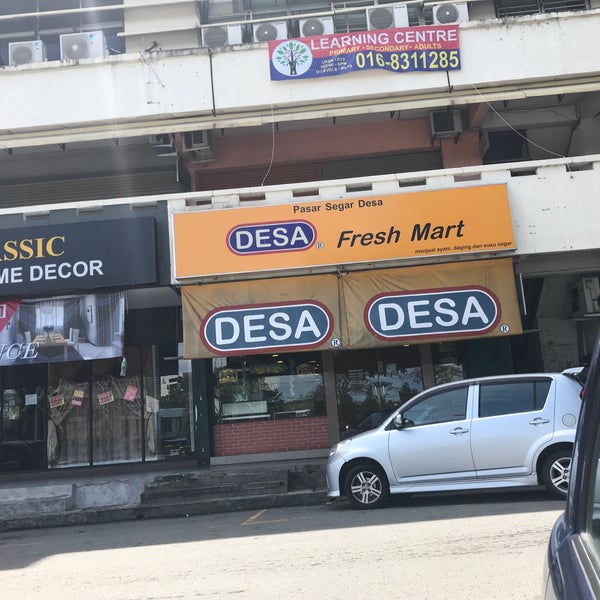 LEARNING CENTRE
PRIMARY • SECONDARY • ADULTS
016-8311285
Pasar Segar Desa
DESA ® Fresh Mart
menjual ayam, daging dan susu segar
ASSIC
ME DECOR
DESA ®
DESA ®